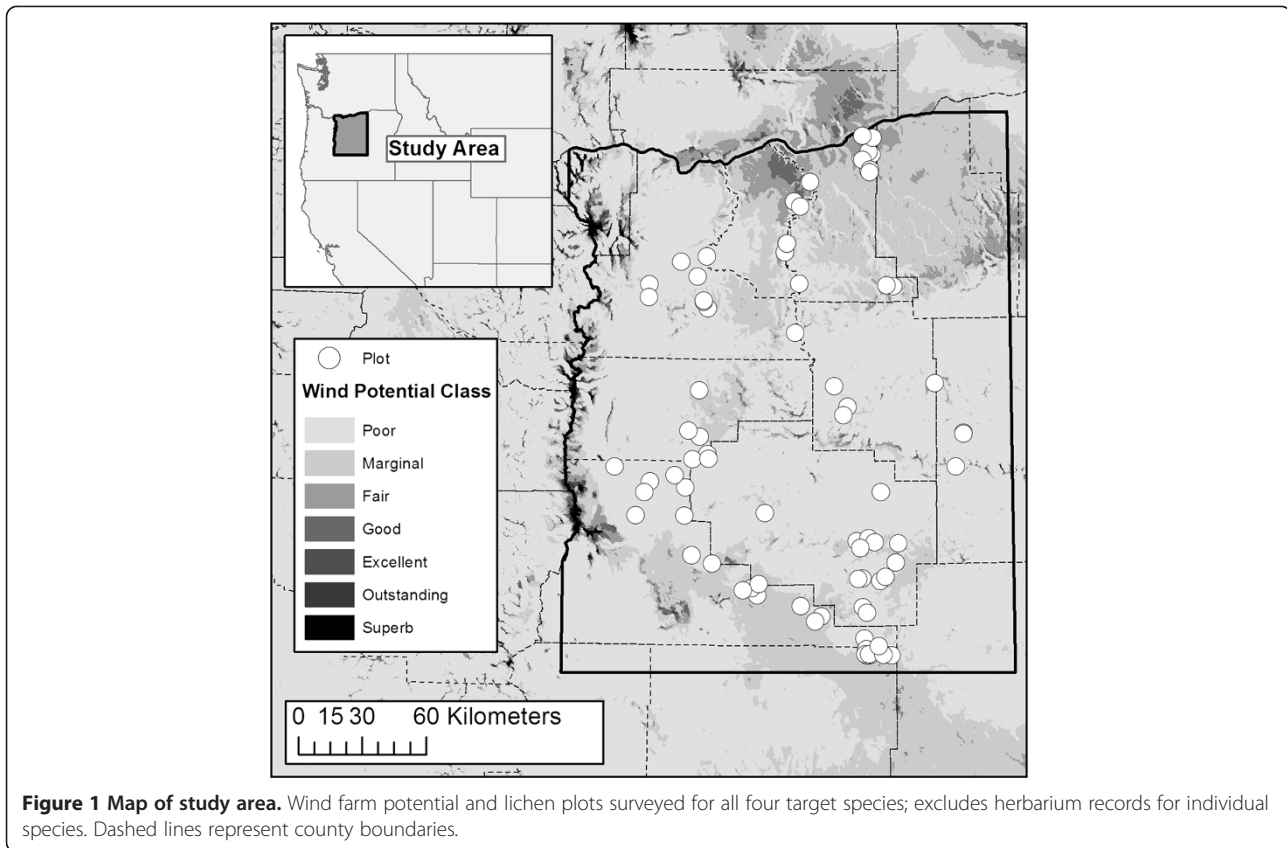 Study Area
Plot
Wind Potential Class
Poor
Marginal
Fair
Good
Excellent
Outstanding
Superb
0 15 30 60 Kilometers
Figure 1 Map of study area. Wind farm potential and lichen plots surveyed for all four target species; excludes herbarium records for individual
species. Dashed lines represent county boundaries.